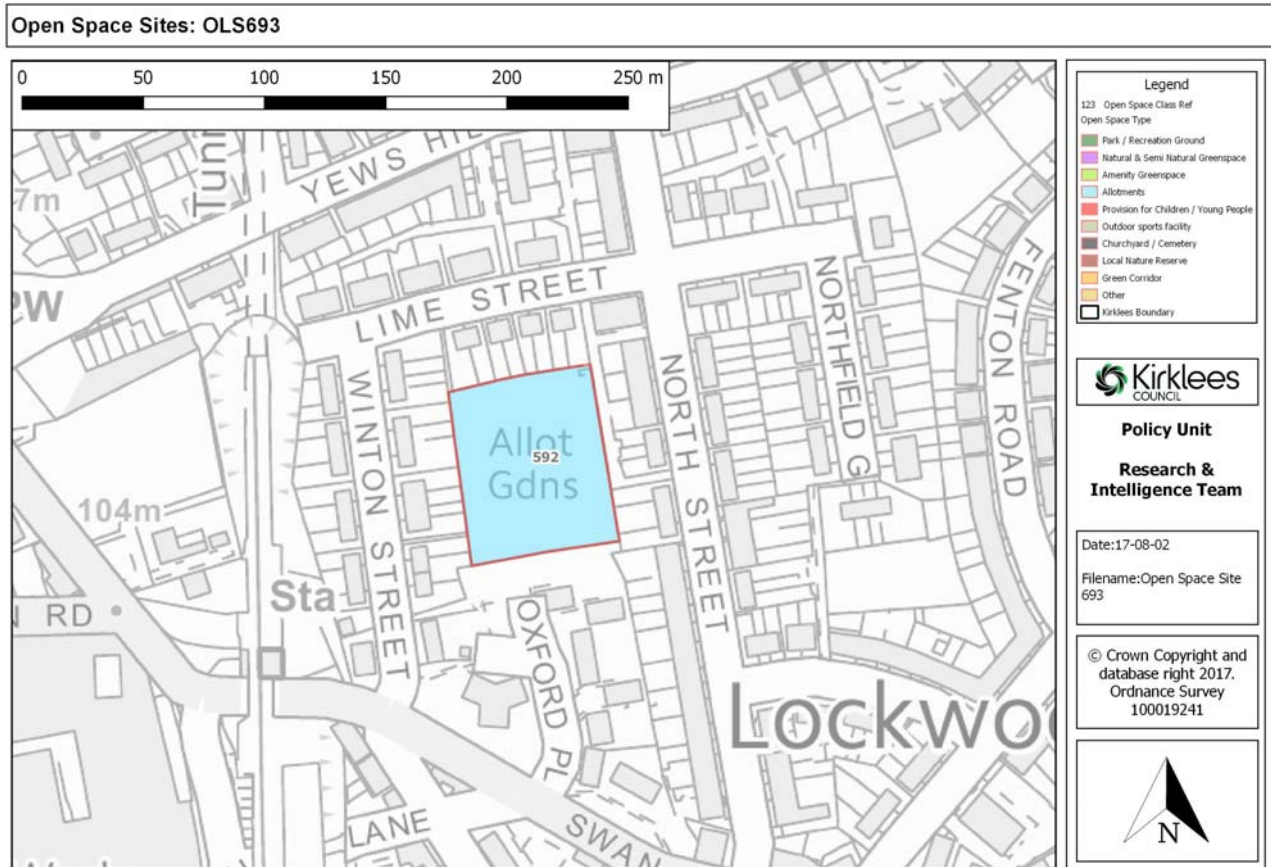 Open Space Sites: OLS693
0 50 100 150 200 250 m
YEWS HIL
7m
LIME STREET
WINTON STREET
NORTH STREET
NORTHFIELD G
FENTON ROAD
Allot
Gdns
592
104m
Sta
N RD
OXFORD PL
Lockwo
LANE
SWAN
Legend
123 Open Space Class Ref
Open Space Type
Park / Recreation Ground
Natural & Semi Natural Greenspace
Amenity Greenspace
Allotments
Provision for Children / Young People
Outdoor sports facility
Churchyard / Cemetery
Local Nature Reserve
Green Corridor
Other
Kirklees Boundary
Kirklees
COUNCIL
Policy Unit
Research &
Intelligence Team
Date:17-08-02
Filename:Open Space Site
693
© Crown Copyright and
database right 2017.
Ordnance Survey
100019241
N